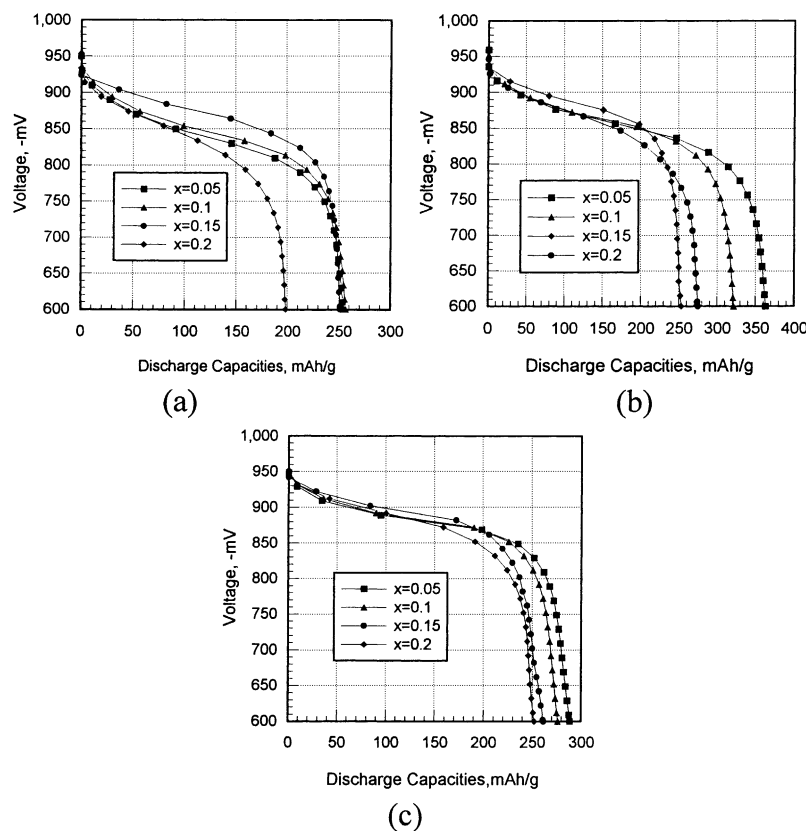 1,000
950
900
850
800
750
700
650
600
Voltage, -mV
x=0.05
x=0.1
x=0.15
x=0.2
0 50 100 150 200 250 300
Discharge Capacities, mAh/g
(a)
1,000
950
900
850
800
750
700
650
600
Voltage, -mV
x=0.05
x=0.1
x=0.15
x=0.2
0 50 100 150 200 250 300 350 400
Discharge Capacities, mAh/g
(b)
1,000
950
900
850
800
750
700
650
600
Voltage, -mV
x=0.05
x=0.1
x=0.15
x=0.2
0 50 100 150 200 250 300
Discharge Capacities,mAh/g
(c)